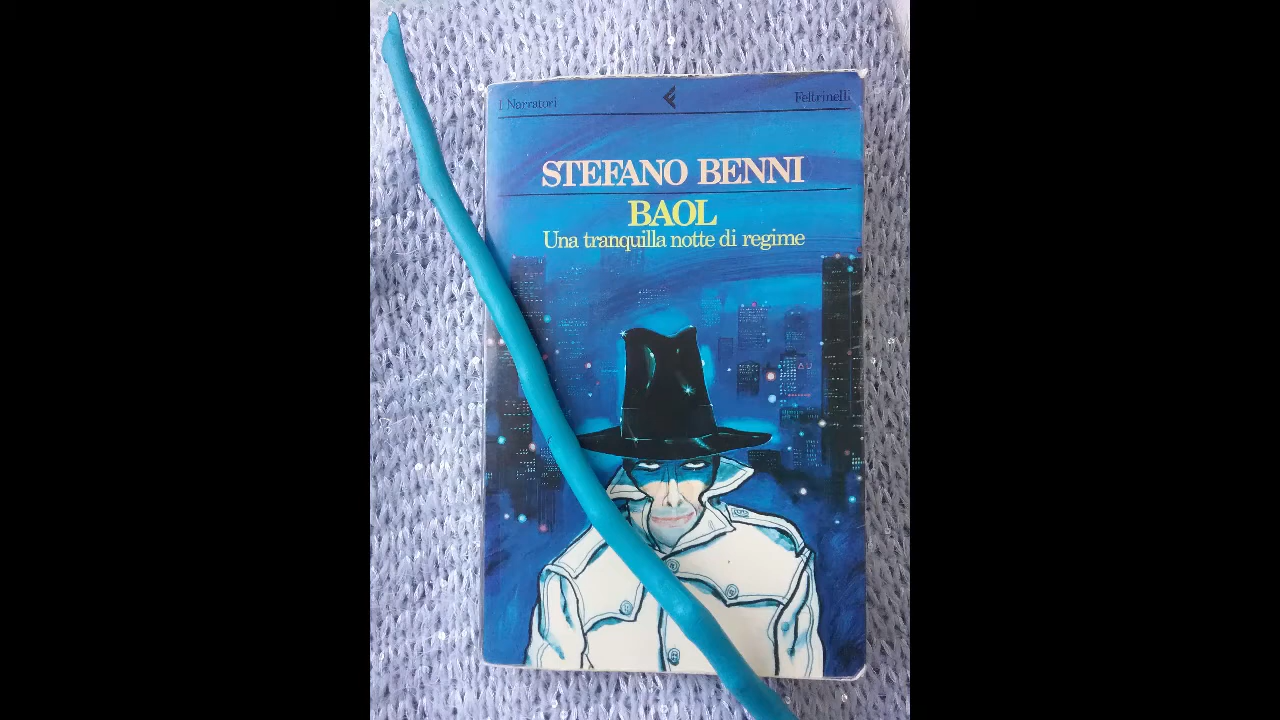 I Narratori
Feltrinelli
STEFANO BENNI
BAOL
Una tranquilla notte di regime